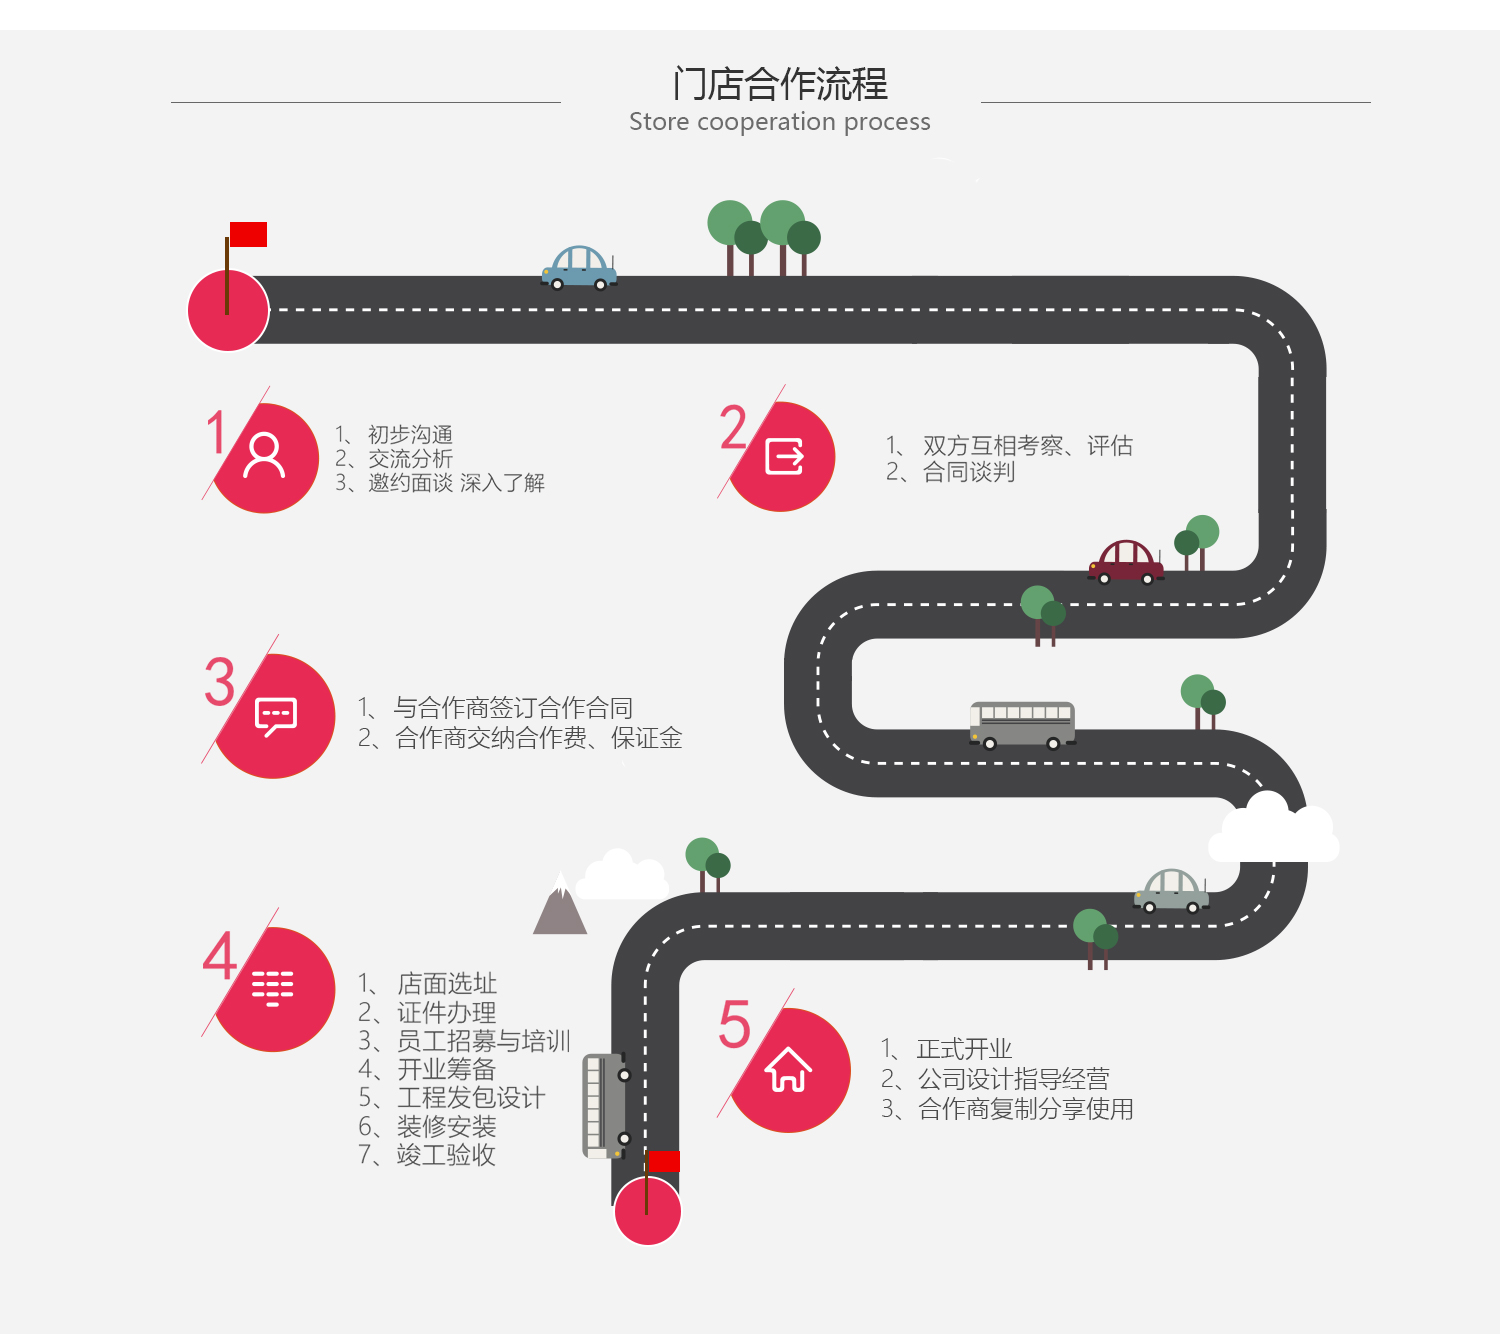 门店合作流程
Store cooperation process
1
1、 初步沟通
2、 交流分析
3、 邀约面谈 深入了解
2
1、 双方互相考察、评估
2、 合同谈判
3
1、 与合作商签订合作合同
2、 合作商交纳合作费、保证金
4
1、 店面选址
2、 证件办理
3、 员工招募与培训
4、 开业筹备
5、 工程发包设计
6、 装修安装
7、 竣工验收
5
1、 正式开业
2、 公司设计指导经营
3、 合作商复制分享使用